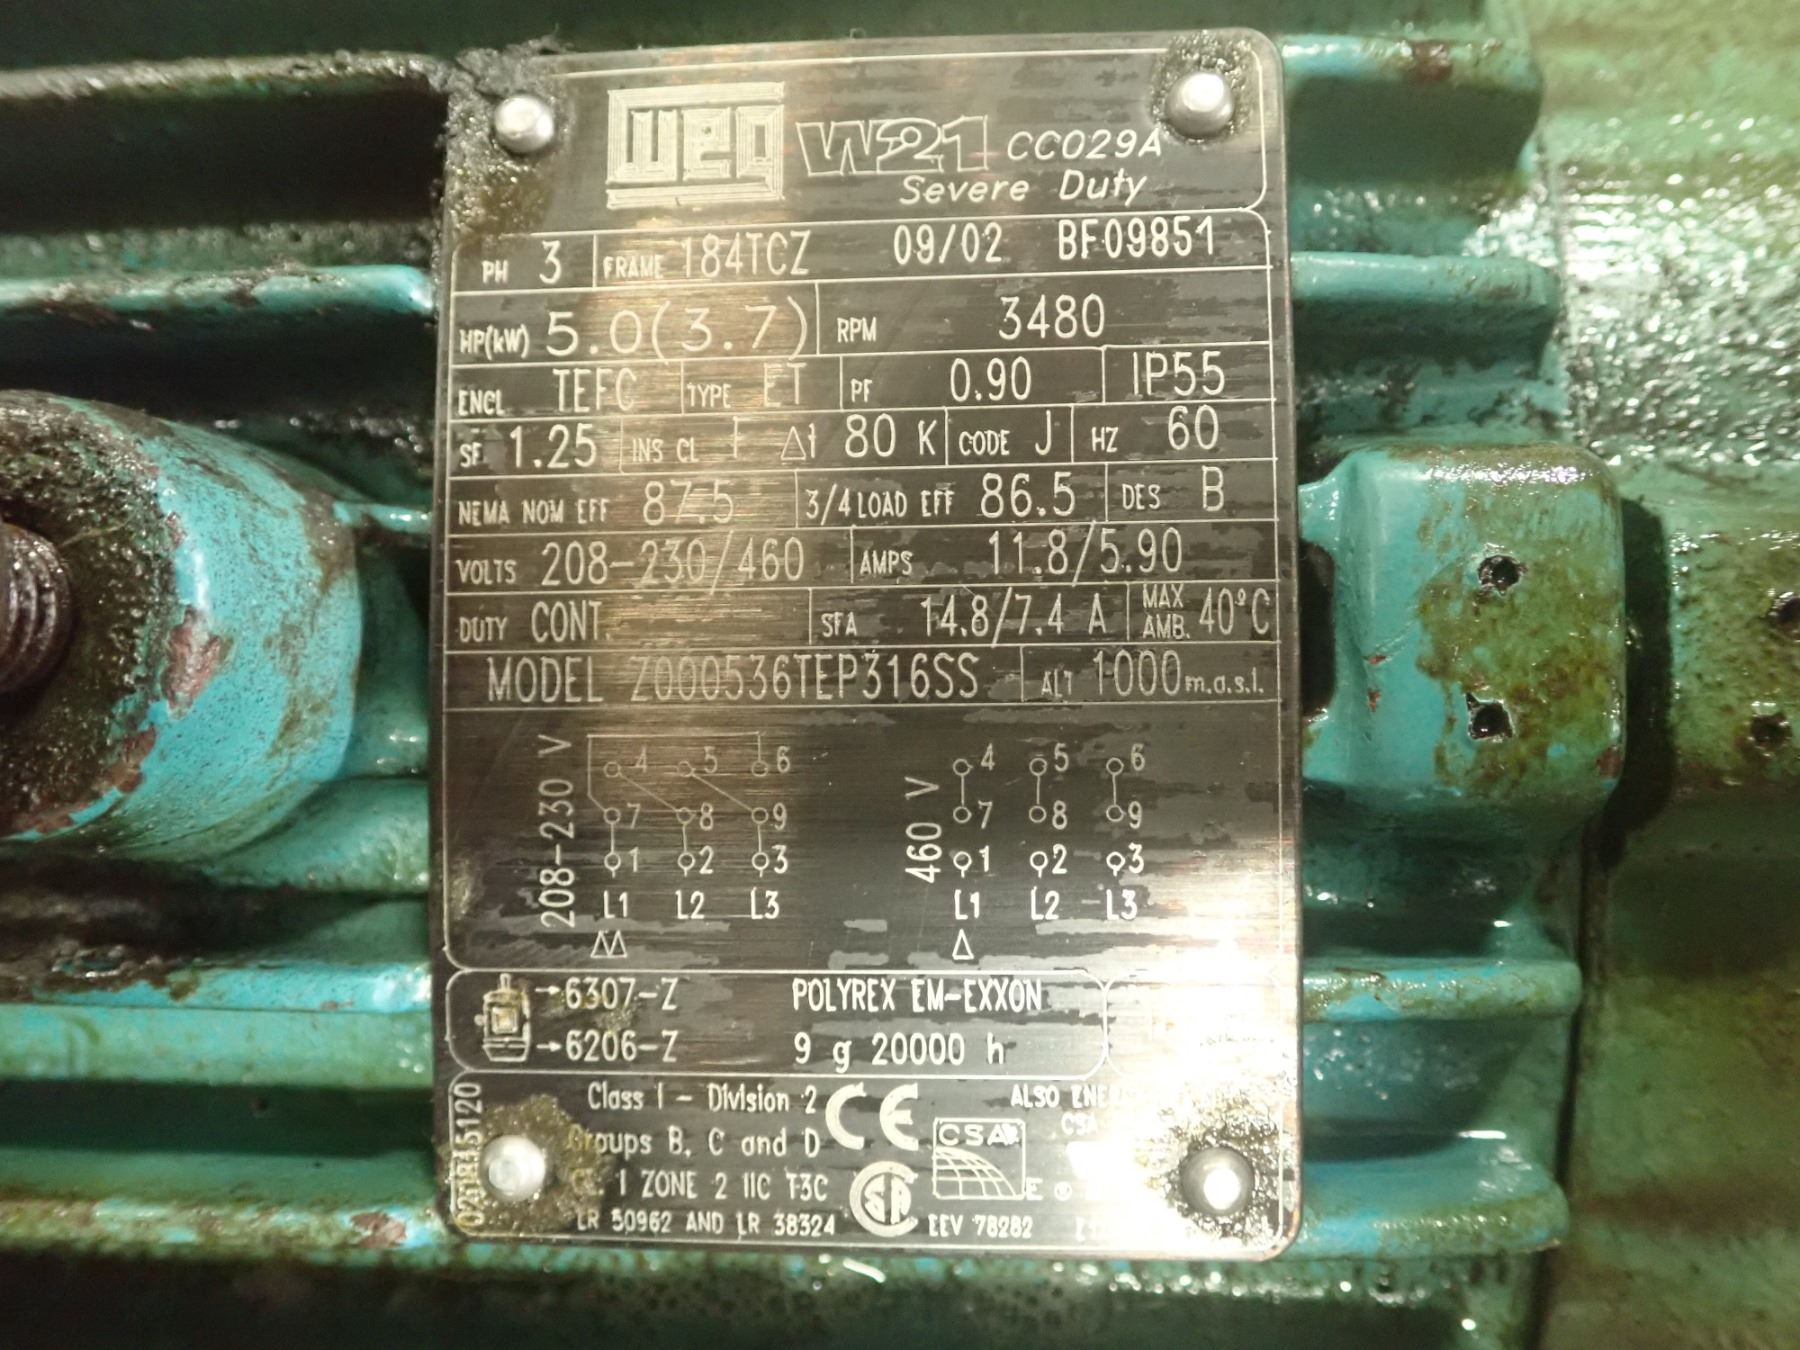 WEG W21 CC029A
Severe Duty
PH 3 FRAME 184TCZ 09/02 BF09851
HP(kW) 5.0(3.7) RPM 3480
ENCL TEFC TYPE ET PF 0.90 IP55
SF 1.25 INS CL F Δt 80 K CODE J HZ 60
NEMA NOM EFF 87.5 3/4 LOAD EFF 86.5 DES B
VOLTS 208-230/460 AMPS 11.8/5.90
DUTY CONT. SFA 14.8/7.4 A MAX AMB. 40°C
MODEL Z000536TEP316SS ALT 1000 m.a.s.l.
208-230 V
4 5 6
7 8 9
1 2 3
L1 L2 L3
△△
460 V
4 5 6
7 8 9
1 2 3
L1 L2 L3
△
6307-Z POLYREX EM-EXXON
6206-Z 9 g 20000 h
Class I - Division 2 CE ALSO
Groups B, C and D CSA CSA
1 ZONE 2 IIC T3C
LR 50962 AND LR 38324 EEV 78282